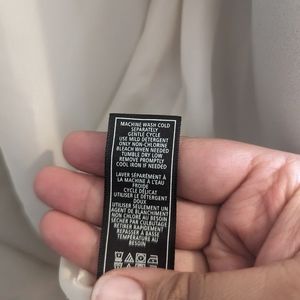 MACHINE WASH COLD
SEPARATELY
GENTLE CYCLE
USE MILD DETERGENT
ONLY NON-CHLORINE
BLEACH WHEN NEEDED
TUMBLE DRY LOW
REMOVE PROMPTLY
COOL IRON IF NEEDED
LAVER SÉPARÉMENT À
LA MACHINE À L'EAU
FROIDE
CYCLE DÉLICAT
UTILISER LE DÉTERGENT
DOUX
UTILISER SEULEMENT UN
AGENT DE BLANCHIMENT
NON CHLORÉ AU BESOIN
SÉCHER PAR CULBUTAGE
RETIRER RAPIDEMENT
REPASSER À BASSE
TEMPÉRATURE AU
BESOIN